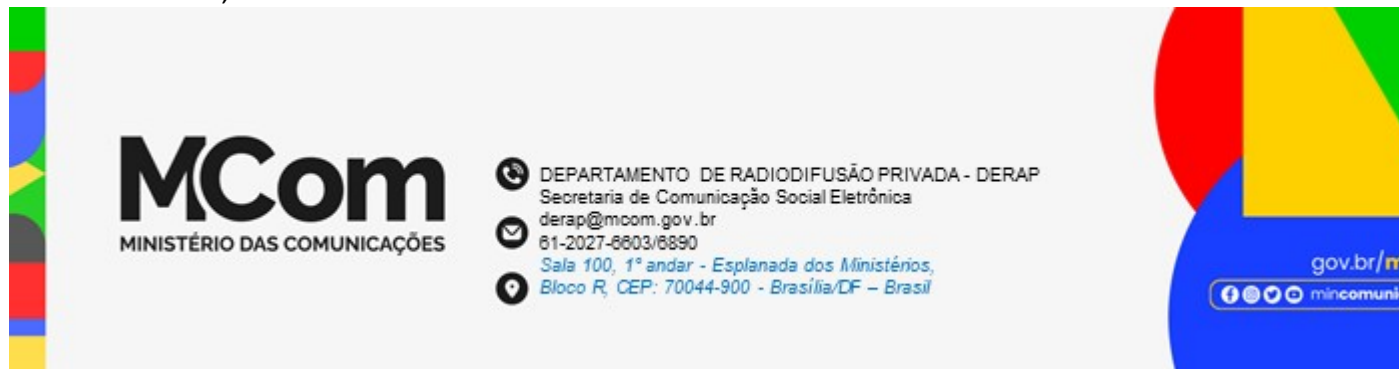 MCom
MINISTÉRIO DAS COMUNICAÇÕES
DEPARTAMENTO DE RADIODIFUSÃO PRIVADA - DERAP
Secretaria de Comunicação Social Eletrônica
derap@mcom.gov.br
61-2027-6603/6890
Sala 100, 1º andar - Esplanada dos Ministérios,
Bloco R, CEP: 70044-900 - Brasília/DF – Brasil
gov.br/m
mincomuni